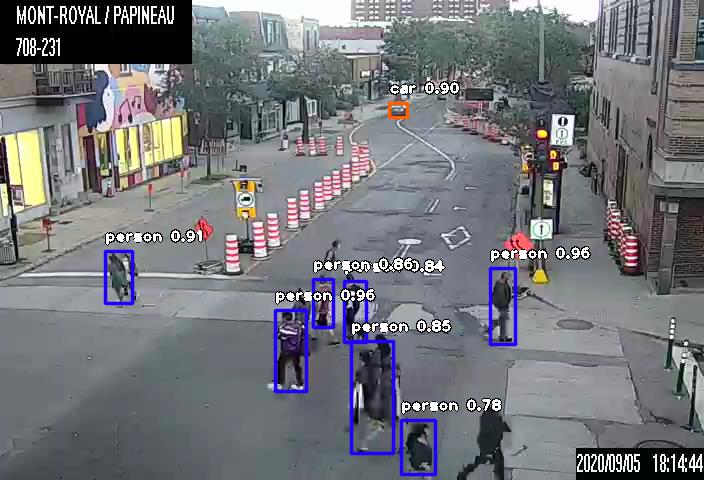 MONT-ROYAL / PAPINEAU
708-231
car 0.90
person 0.91
person 0.96
person 0.86
0.84
person 0.96
person 0.85
person 0.78
2020/09/05 18:14:44